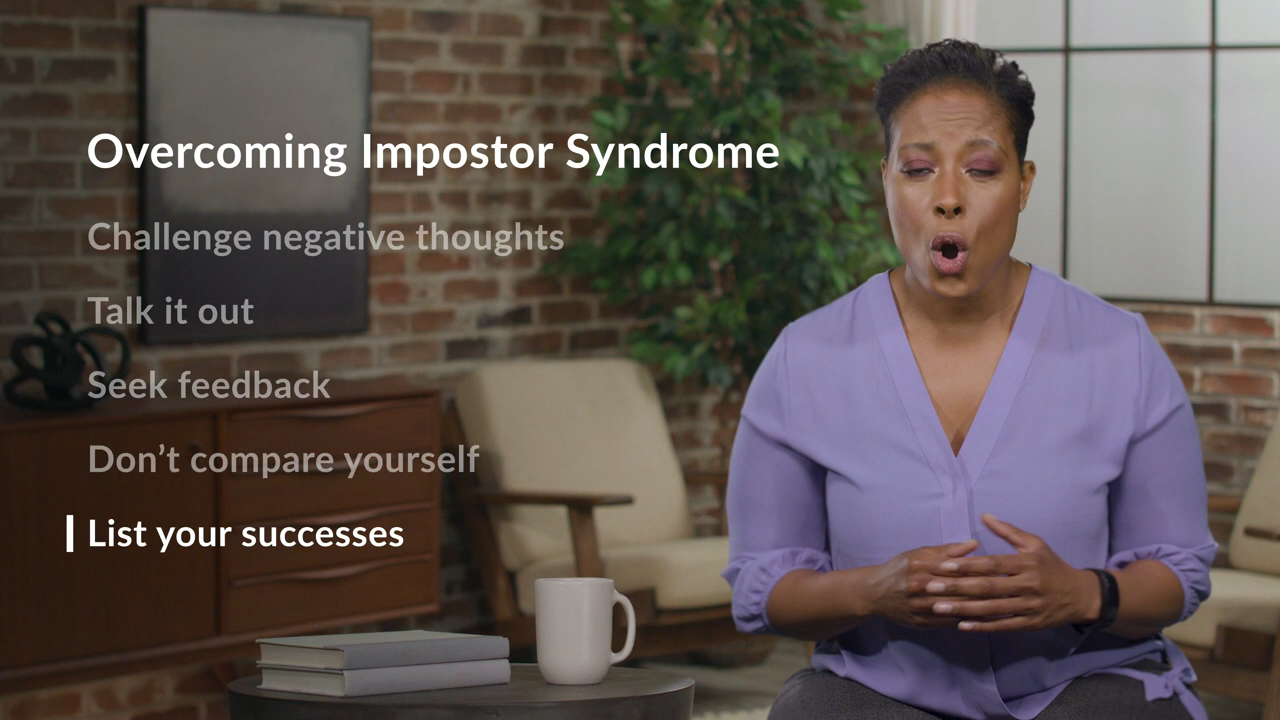 Overcoming Impostor Syndrome
Challenge negative thoughts
Talk it out
Seek feedback
Don’t compare yourself
List your successes